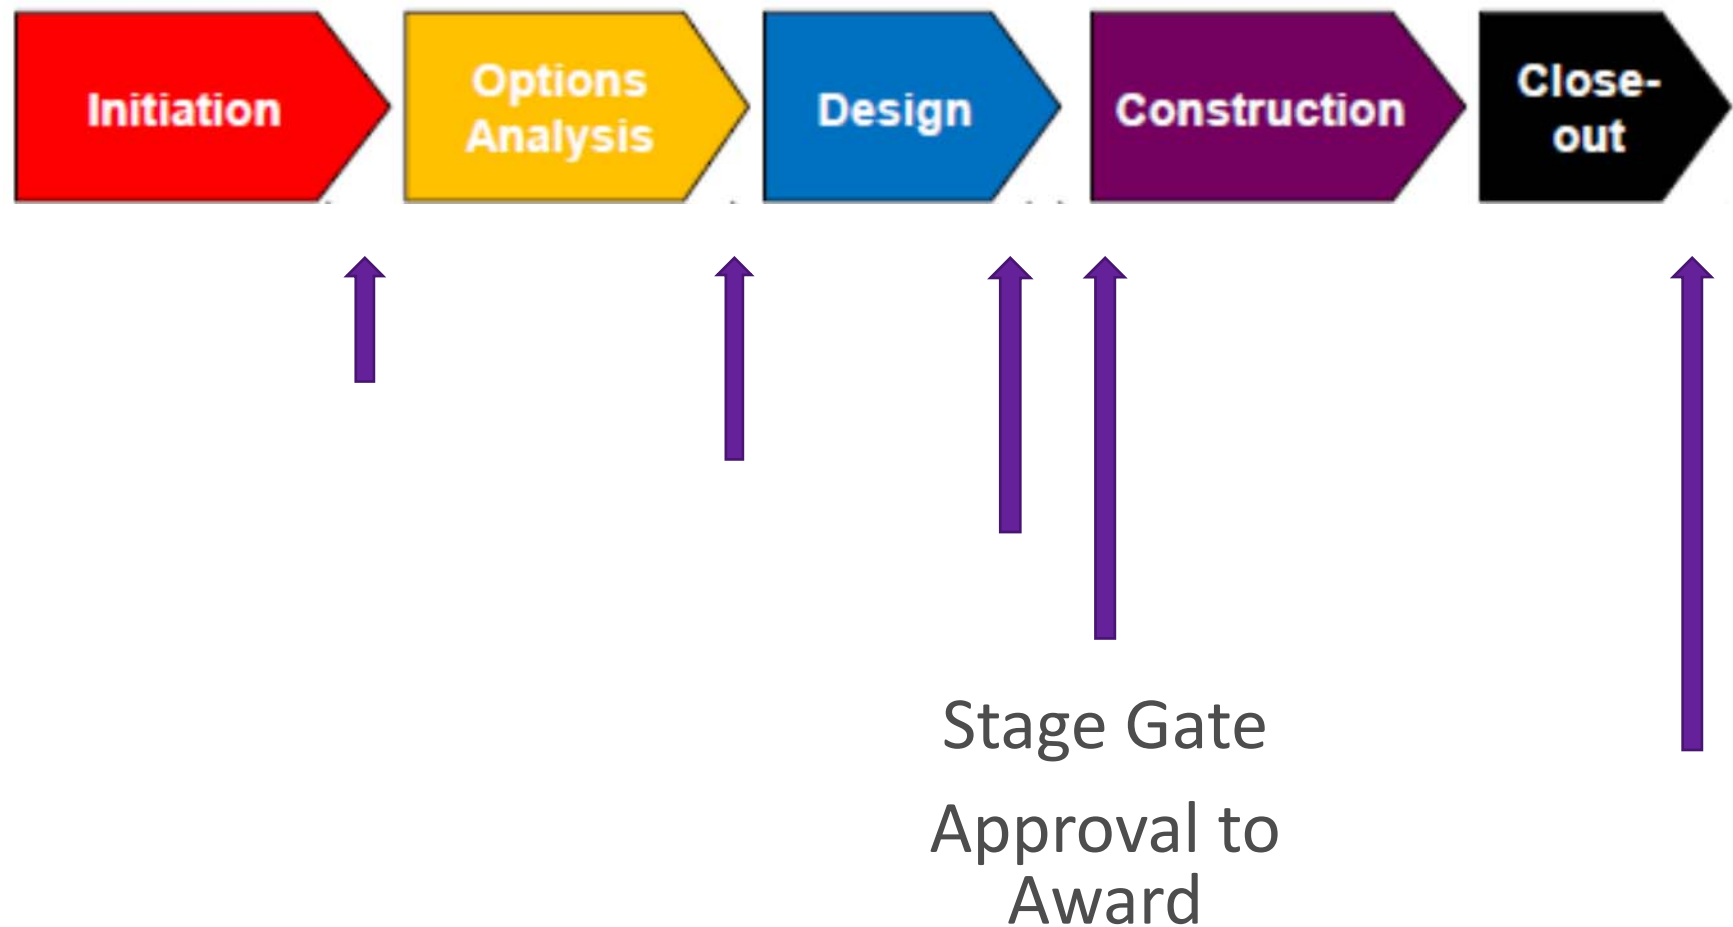 Initiation
Options
Analysis
Design
Construction
Close-
out
Stage Gate
Approval to
Award